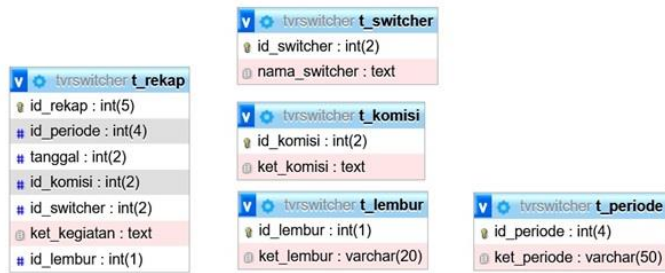 tvrswitcher t_rekap
id_rekap : int(5)
id_periode : int(4)
tanggal : int(2)
id_komisi : int(2)
id_switcher : int(2)
ket_kegiatan : text
id_lembur : int(1)
tvrswitcher t_switcher
id_switcher : int(2)
nama_switcher : text
tvrswitcher t_komisi
id_komisi : int(2)
ket_komisi : text
tvrswitcher t_lembur
id_lembur : int(1)
ket_lembur : varchar(20)
tvrswitcher t_periode
id_periode : int(4)
ket_periode : varchar(50)